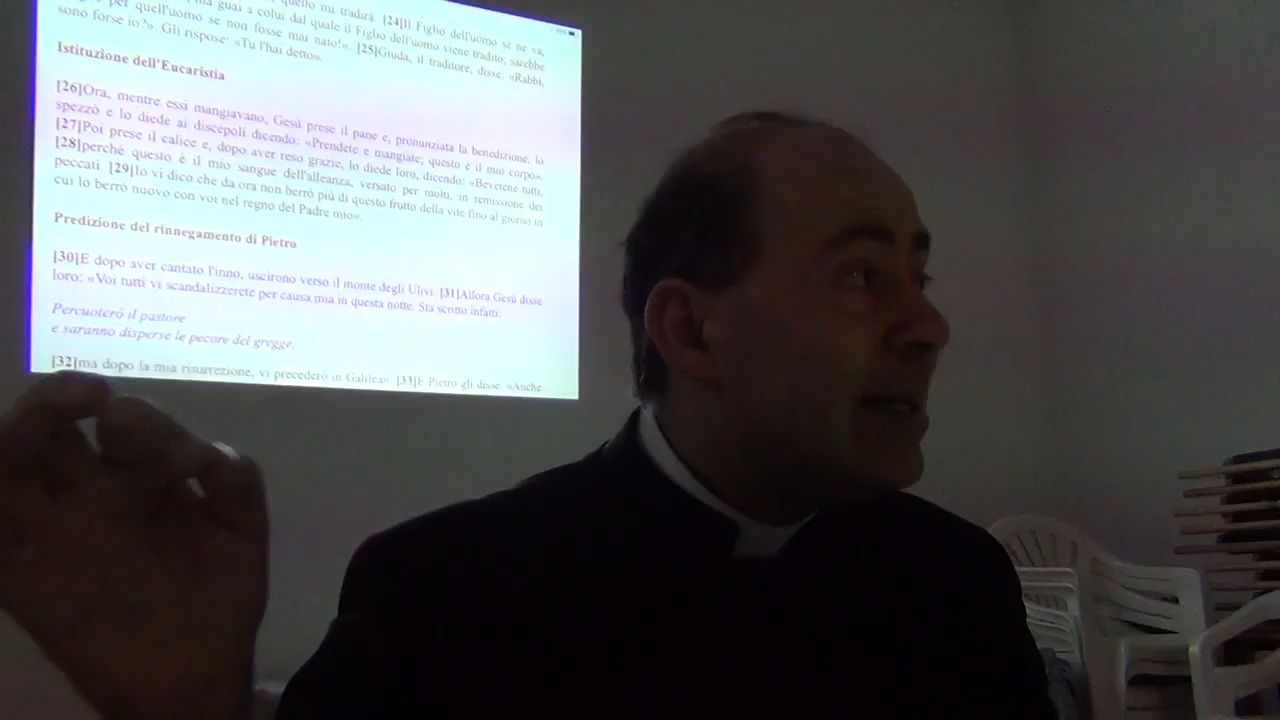 quello mi tradirà. [24]Il Figlio dell'uomo se ne va,
ma guai a colui dal quale il Figlio dell'uomo viene tradito; sarebbe
per quell'uomo se non fosse mai nato!». [25]Giuda, il traditore, disse: «Rabbì,
sono forse io?». Gli rispose: «Tu l'hai detto».
Istituzione dell'Eucaristia
[26]Ora, mentre essi mangiavano, Gesù prese il pane e, pronunziata la benedizione, lo
spezzò e lo diede ai discepoli dicendo: «Prendete e mangiate; questo è il mio corpo».
[27]Poi prese il calice e, dopo aver reso grazie, lo diede loro, dicendo: «Bevetene tutti,
[28]perché questo è il mio sangue dell'alleanza, versato per molti, in remissione dei
peccati. [29]Io vi dico che da ora non berrò più di questo frutto della vite fino al giorno in
cui lo berrò nuovo con voi nel regno del Padre mio».
Predizione del rinnegamento di Pietro
[30]E dopo aver cantato l'inno, uscirono verso il monte degli Ulivi. [31]Allora Gesù disse
loro: «Voi tutti vi scandalizzerete per causa mia in questa notte. Sta scritto infatti:
Percuoterò il pastore
e saranno disperse le pecore del gregge,
[32]ma dopo la mia risurrezione, vi precederò in Galilea». [33]E Pietro gli disse: «Anche